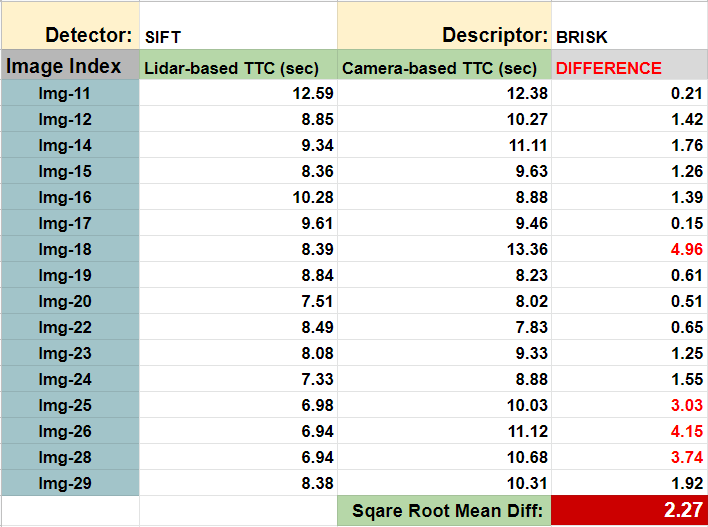 Detector: SIFT Descriptor: BRISK
Image Index Lidar-based TTC (sec) Camera-based TTC (sec) DIFFERENCE
Img-11 12.59 12.38 0.21
Img-12 8.85 10.27 1.42
Img-14 9.34 11.11 1.76
Img-15 8.36 9.63 1.26
Img-16 10.28 8.88 1.39
Img-17 9.61 9.46 0.15
Img-18 8.39 13.36 4.96
Img-19 8.84 8.23 0.61
Img-20 7.51 8.02 0.51
Img-22 8.49 7.83 0.65
Img-23 8.08 9.33 1.25
Img-24 7.33 8.88 1.55
Img-25 6.98 10.03 3.03
Img-26 6.94 11.12 4.15
Img-28 6.94 10.68 3.74
Img-29 8.38 10.31 1.92
Sqare Root Mean Diff: 2.27